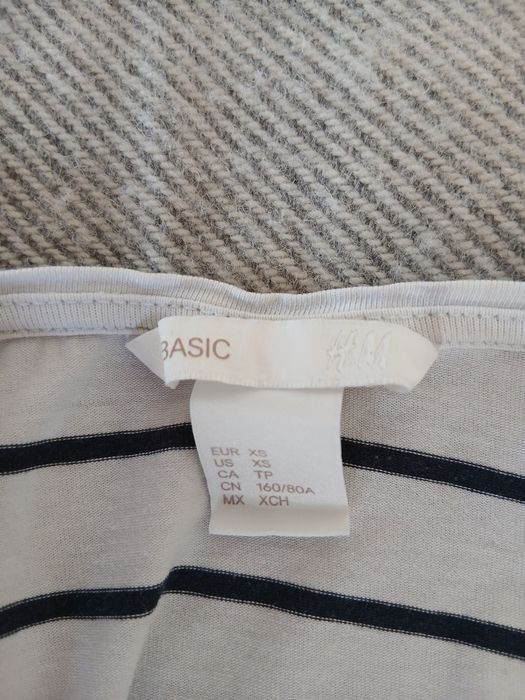 BASIC H&M
EUR XS
US XS
CA TP
CN 160/80A
MX XCH